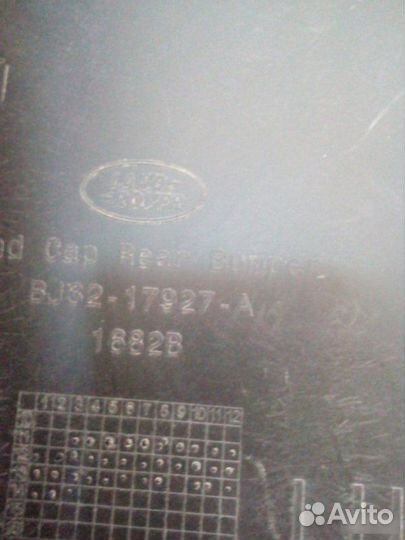 LAND-
ROVER
nd Cap Rear Bumper
BJ32-17927-A
1882B
1 2 3 4 5 6 7 8 9 10 11 12
Avito